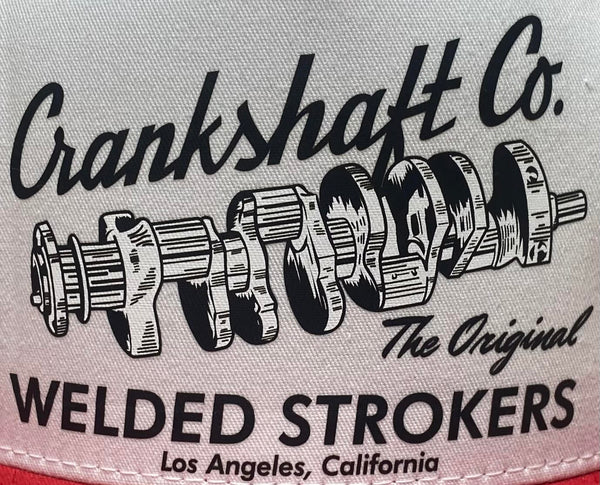 Crankshaft Co.
The Original
WELDED STROKERS
Los Angeles, California